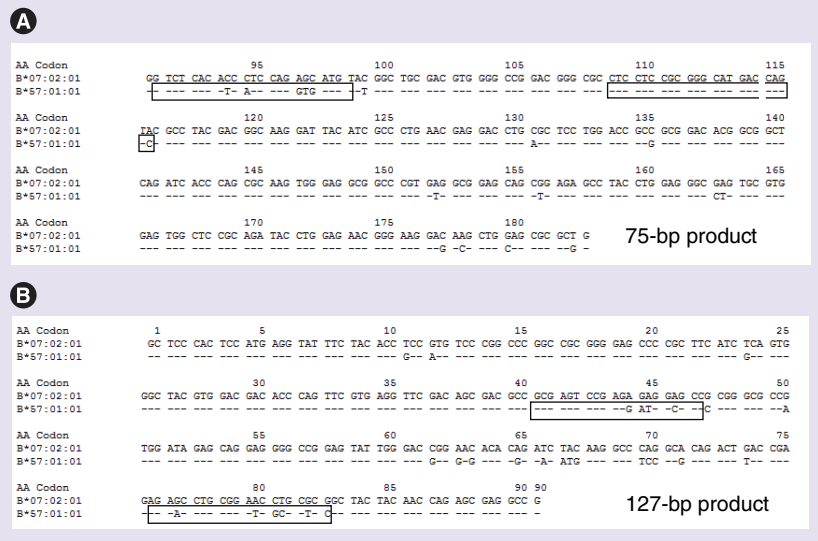 A
AA Codon 95 100 105 110 115
B*07:02:01 GG TCT CAC ACC CTC CAG AGC ATG TAC GGC TGC GAC GTG GGG CCG GAC GGG CGC CTC CTC CGC GGG CAT GAC CAG
B*57:01:01 -- --- --- -T- A-- --- GTG --- -T- --- --- --- --- --- --- --- --- --- --- --- --- --- --- --- ---
AA Codon 120 125 130 135 140
B*07:02:01 TAC GCC TAC GAC GGC AAG GAT TAC ATC GCC CTG AAC GAG GAC CTG CGC TCC TGG ACC GCC GCG GAC ACG GCG GCT
B*57:01:01 -C- --- --- --- --- --- --- --- --- --- --- --- --- --- --- A-- --- --- --- --G --- --- --- --- ---
AA Codon 145 150 155 160 165
B*07:02:01 CAG ATC ACC CAG CGC AAG TGG GAG GCG GCC CGT GAG GCG GAG CAG CGG AGA GCC TAC CTG GAG GGC GAG TGC GTG
B*57:01:01 --- --- --- --- --- --- --- --- --- --- --- -T- --- --- --- -T- --- --- --- --- --- --- CT- --- ---
AA Codon 170 175 180
B*07:02:01 GAG TGG CTC CGC AGA TAC CTG GAG AAC GGG AAG GAC AAG CTG GAG CGC GCT G
B*57:01:01 --- --- --- --- --- --- --- --- --- --- --- --G -C- --- C-- --- --G -
75-bp product
B
AA Codon 1 5 10 15 20 25
B*07:02:01 GC TCC CAC TCC ATG AGG TAT TTC TAC ACC TCC GTG TCC CGG CCC GGC CGC GGG GAG CCC CGC TTC ATC TCA GTG
B*57:01:01 -- --- --- --- --- --- --- --- --- --- G-- A-- --- --- --- --- --- --- --- --- --- --- --- G-- ---
AA Codon 30 35 40 45 50
B*07:02:01 GGC TAC GTG GAC GAC ACC CAG TTC GTG AGG TTC GAC AGC GAC GCC GCG AGT CCG AGA GAG GAG CCG CGG GCG CCG
B*57:01:01 --- --- --- --- --- --- --- --- --- --- --- --- --- --- --- --- --- --- --G AT- -C- --C --- --- --A
AA Codon 55 60 65 70 75
B*07:02:01 TGG ATA GAG CAG GAG GGG CCG GAG TAT TGG GAC CGG AAC ACA CAG ATC TAC AAG GCC CAG GCA CAG ACT GAC CGA
B*57:01:01 --- --- --- --- --- --- --- --- --- --- --- G-- G-G --- -G- -A- ATG --- --- TCC --G --- --- T-- ---
AA Codon 80 85 90 90
B*07:02:01 GAG AGC CTG CGG AAC CTG CGC GGC TAC TAC AAC CAG AGC GAG GCC G
B*57:01:01 --- -A- --- --- -T- GC- -T- C-- --- --- --- --- --- --- --- -
127-bp product